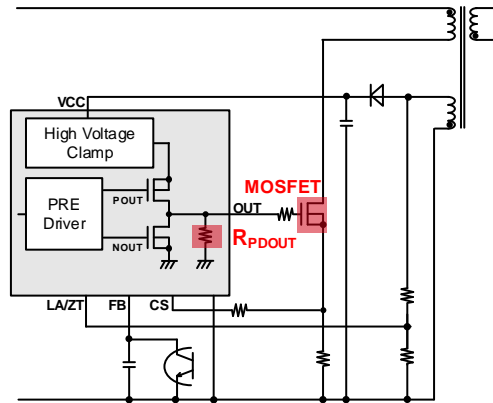 VCC
High Voltage
Clamp
MOSFET
POUT
OUT
PRE
Driver
RPDOUT
NOUT
LA/ZT
FB
CS